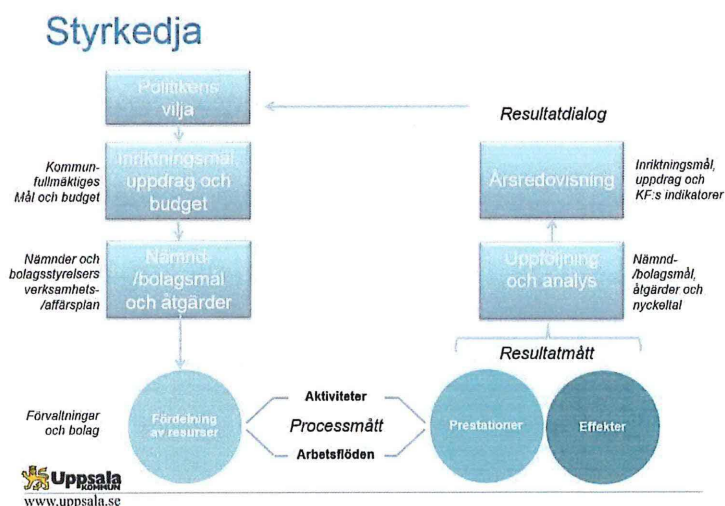 Styrkedja
Politikens
vilja
Resultatdialog
Kommun-
fullmäktiges
Mål och budget
Inriktningsmål,
uppdrag och
budget
Årsredovisning
Inriktningsmål,
uppdrag och
KF:s indikatorer
Nämnder och
bolagsstyrelsers
verksamhets-
/affärsplan
Nämnd-
/bolagsmål
och åtgärder
Uppföljning
och analys
Nämnd-
/bolagsmål,
åtgärder och
nyckeltal
Resultatmått
Förvaltningar
och bolag
Fördelning
av resurser
Aktiviteter
Processmått
Arbetsflöden
Prestationer
Effekter
Uppsala
KOMMUN
www.uppsala.se